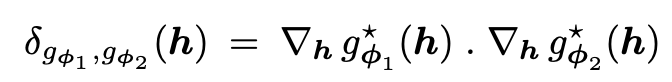 δ_{g_{ϕ_1}, g_{ϕ_2}}(𝒉) = ∇_𝒉 g^⋆_{ϕ_1}(𝒉) . ∇_𝒉 g^⋆_{ϕ_2}(𝒉)